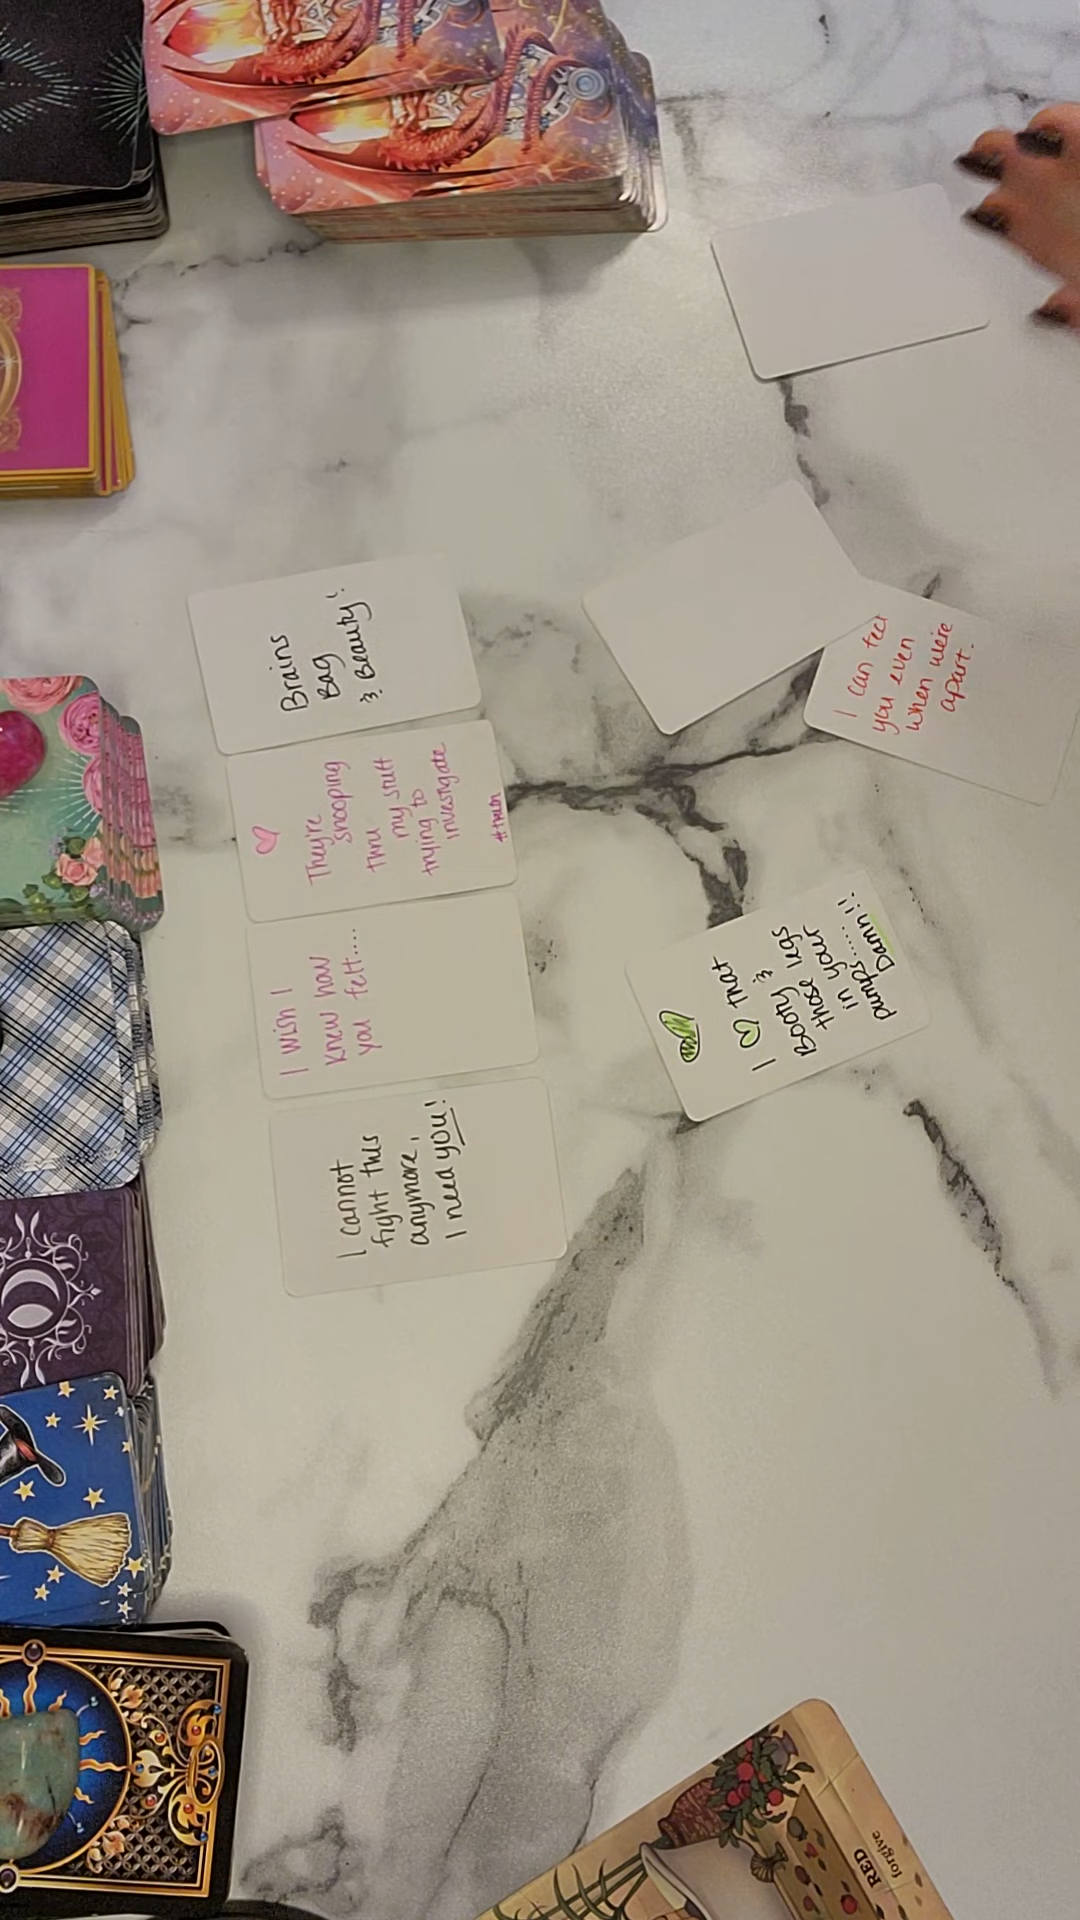 Brains
Bag
& Beauty!
They're
snooping
thru
my stuff
trying to
investigate
#truth
I wish I
knew how
you felt....
I cannot
fight this
anymore,
I need you!
I can feel
you even
when we're
apart.
I ♡ that
Booty &
those legs
in your
pumps......
Damn!!!
RED
forgive